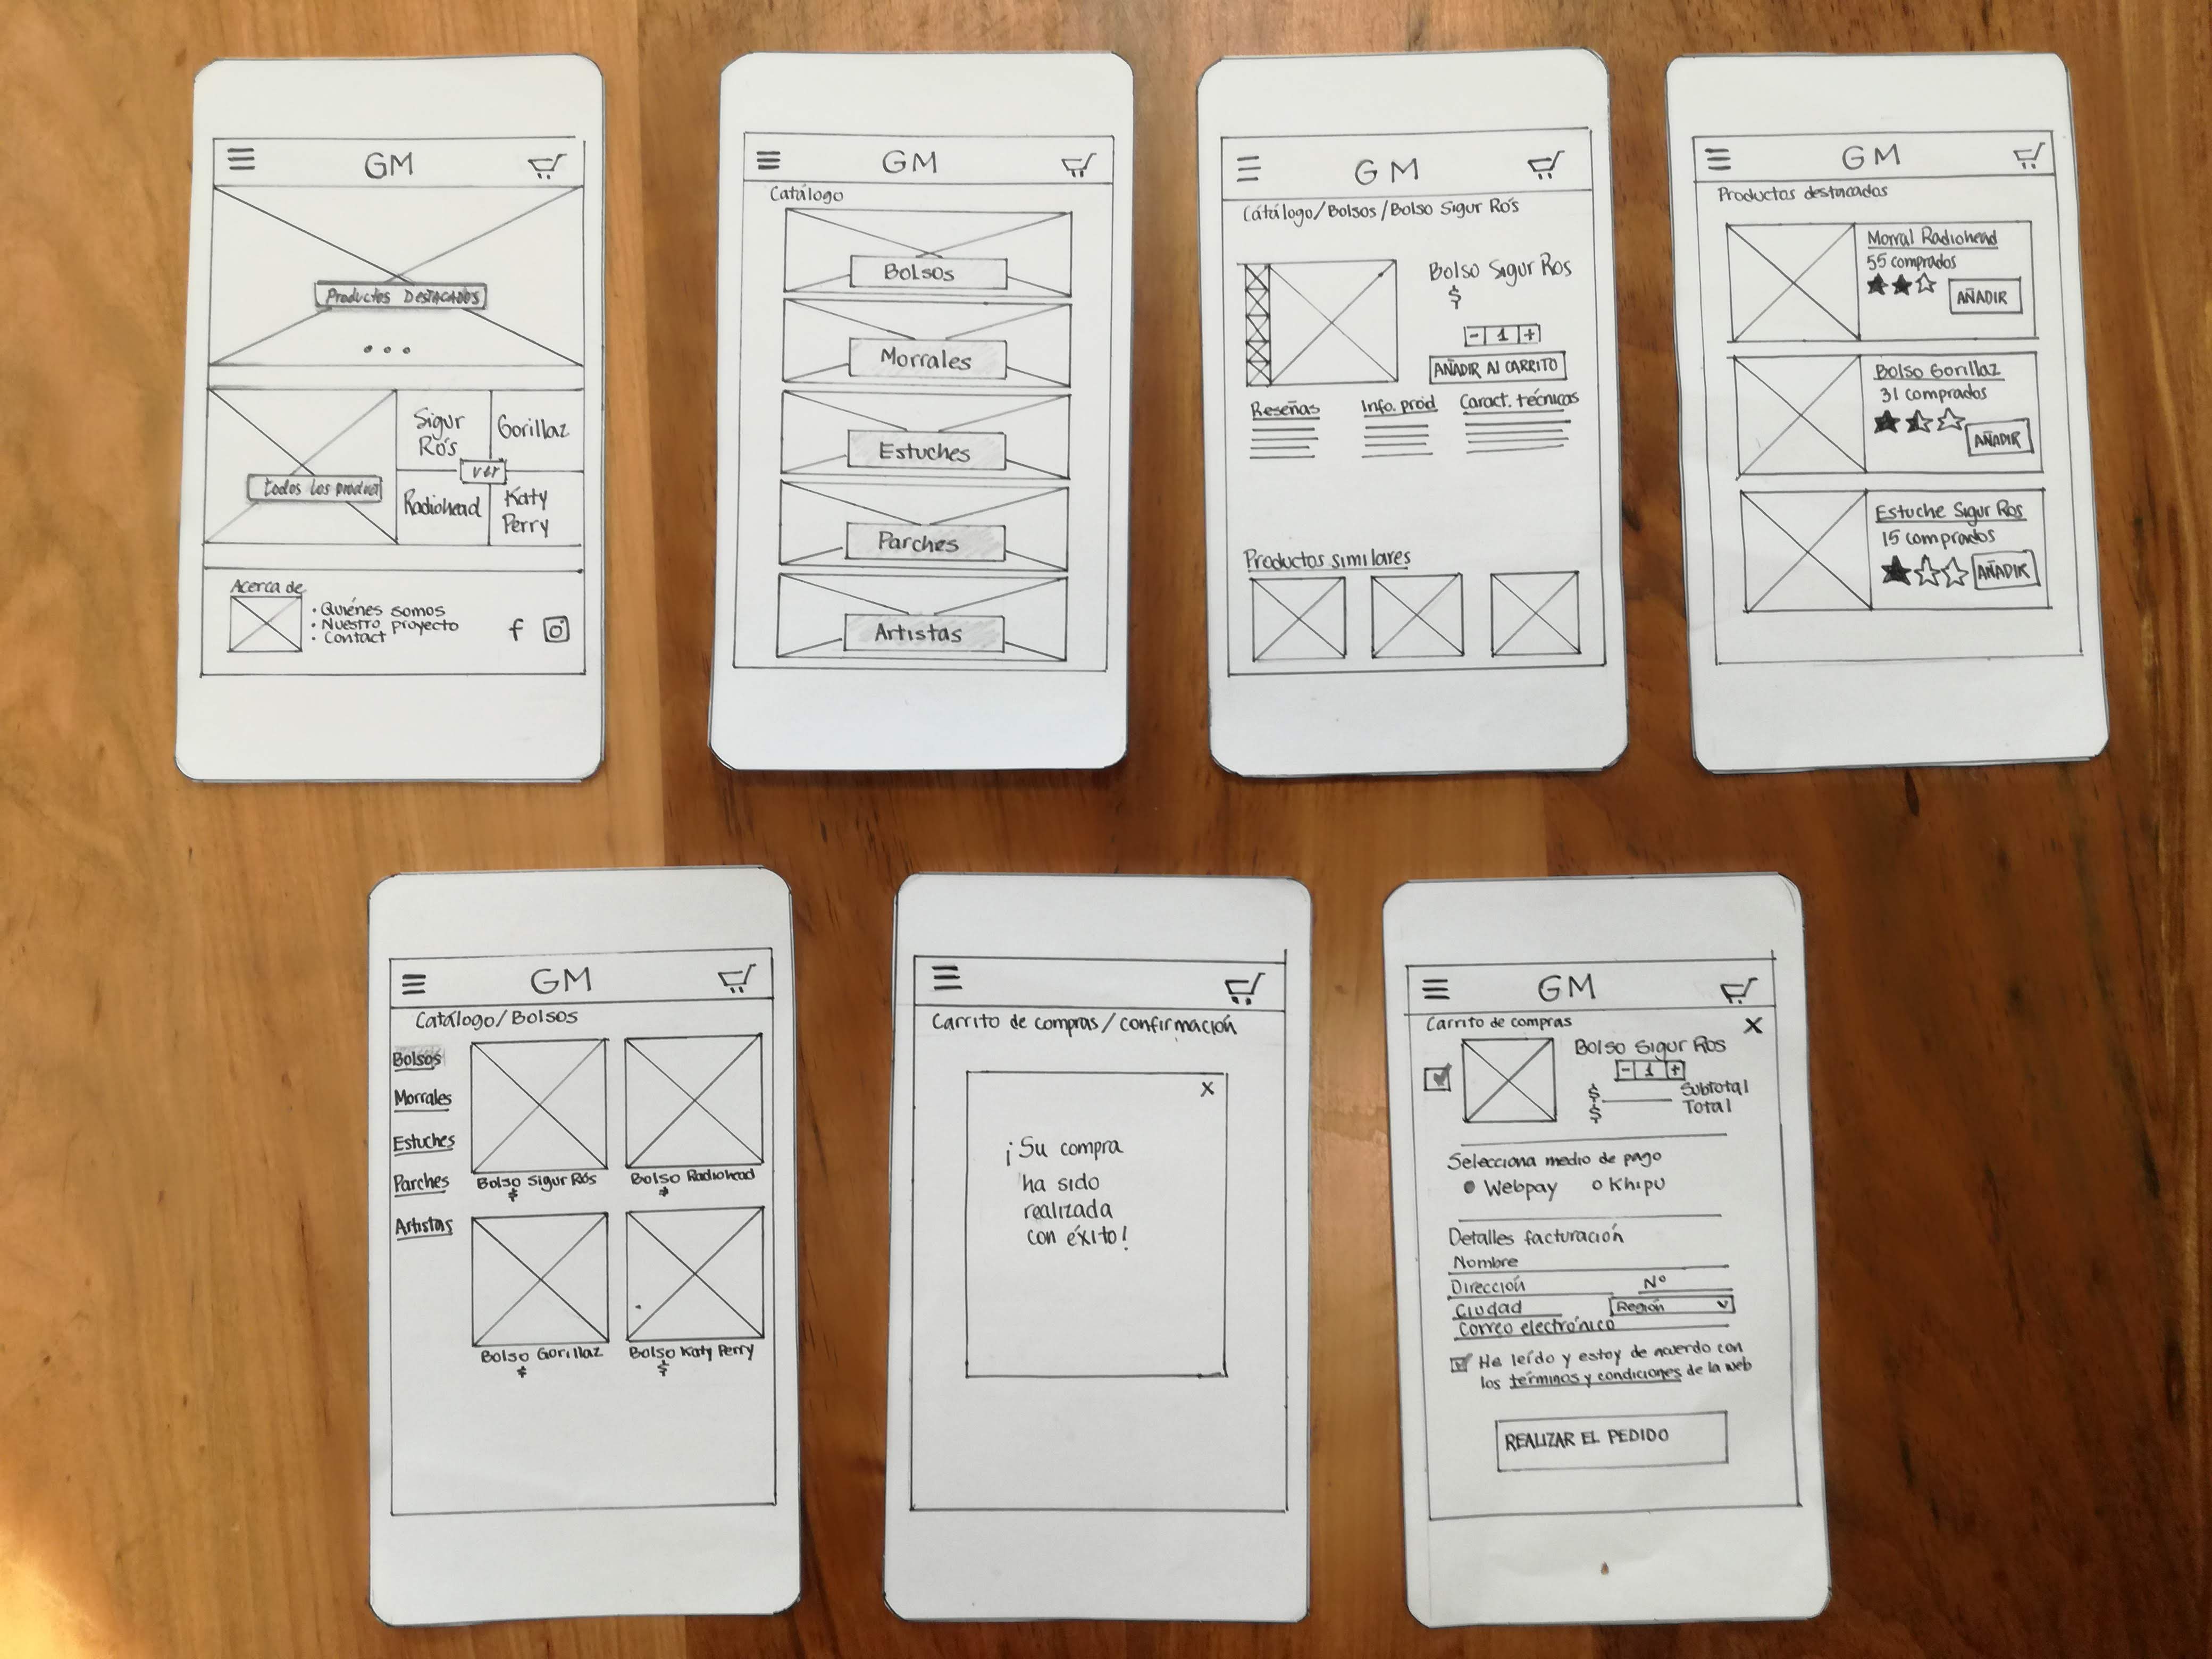 GM
Productos DESTACADOS
Sigur Rós
Gorillaz
ver
todos los product
Radiohead
Katy Perry
Acerca de
• Quiénes somos
• Nuestro proyecto
• Contact
f
GM
Catálogo
Bolsos
Morrales
Estuches
Parches
Artistas
GM
Cátálogo/Bolsos/Bolso Sigur Rós
Bolso Sigur Ros
$
- 1 +
AÑADIR AL CARRITO
Reseñas Info. prod Caract. técnicas
Productos similares
GM
Productos destacados
Morral Radiohead
55 comprados
AÑADIR
Bolso Gorillaz
31 comprados
AÑADIR
Estuche Sigur Ros
15 comprados
AÑADIR
GM
Catálogo/Bolsos
Bolsos
Morrales
Estuches
Parches
Artistas
Bolso Sigur Rós
$
Bolso Radiohead
$
Bolso Gorillaz
$
Bolso Katy Perry
$
Carrito de compras/confirmación
X
¡Su compra
ha sido
realizada
con éxito!
GM
Carrito de compras X
Bolso Sigur Ros
- 1 +
$ Subtotal
$ Total
Selecciona medio de pago
Webpay Khipu
Detalles facturación
Nombre
Dirección Nº
Ciudad Región
Correo electrónico
He leído y estoy de acuerdo con
los términos y condiciones de la web
REALIZAR EL PEDIDO